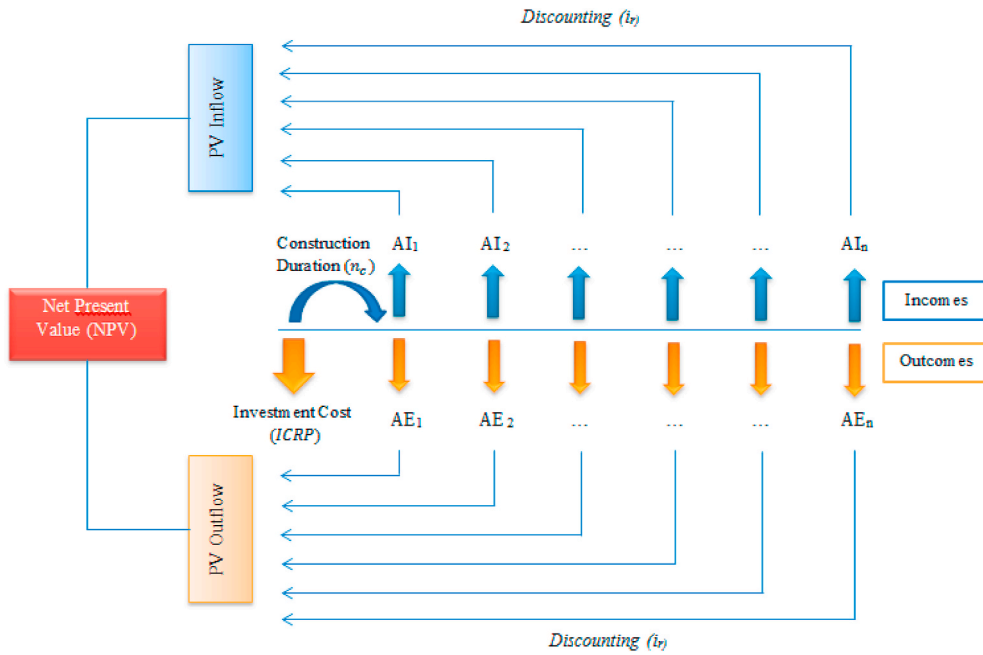 Discounting (iᵣ)
PV Inflow
Construction
Duration (n꜀)
AI₁
AI₂
...
...
...
AIₙ
Net Present
Value (NPV)
Incomes
Outcomes
Investment Cost
(ICRP)
AE₁
AE₂
...
...
...
AEₙ
PV Outflow
Discounting (iᵣ)